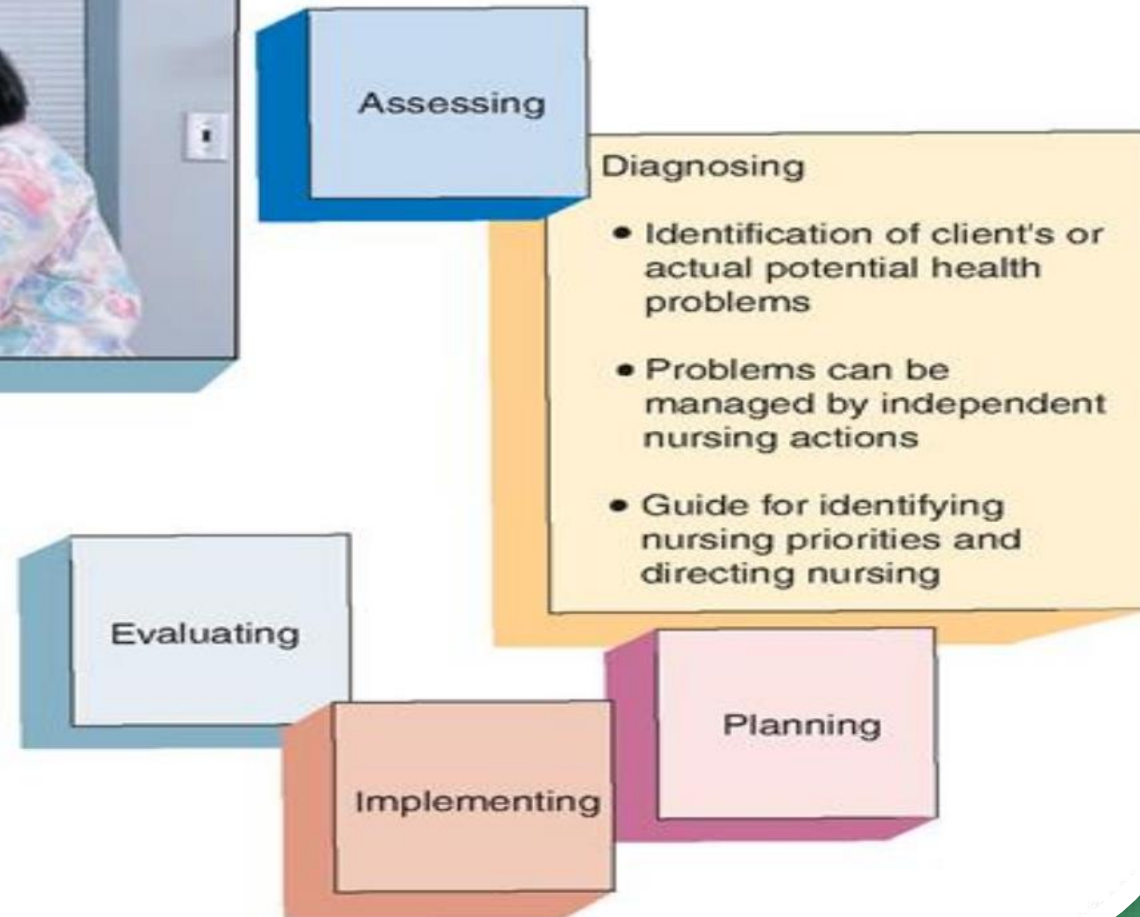 Assessing
Diagnosing
• Identification of client's or
actual potential health
problems
• Problems can be
managed by independent
nursing actions
• Guide for identifying
nursing priorities and
directing nursing
Evaluating
Planning
Implementing